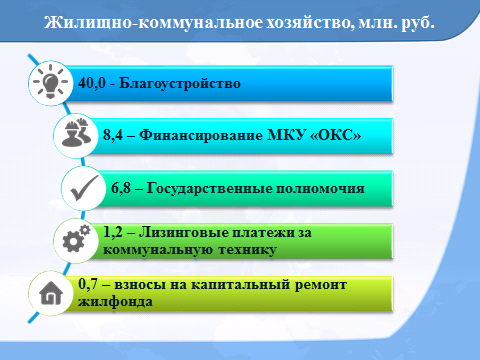 Жилищно-коммунальное хозяйство, млн. руб.
40,0 - Благоустройство
8,4 – Финансирование МКУ «ОКС»
6,8 – Государственные полномочия
1,2 – Лизинговые платежи за
коммунальную технику
0,7 – взносы на капитальный ремонт
жилфонда